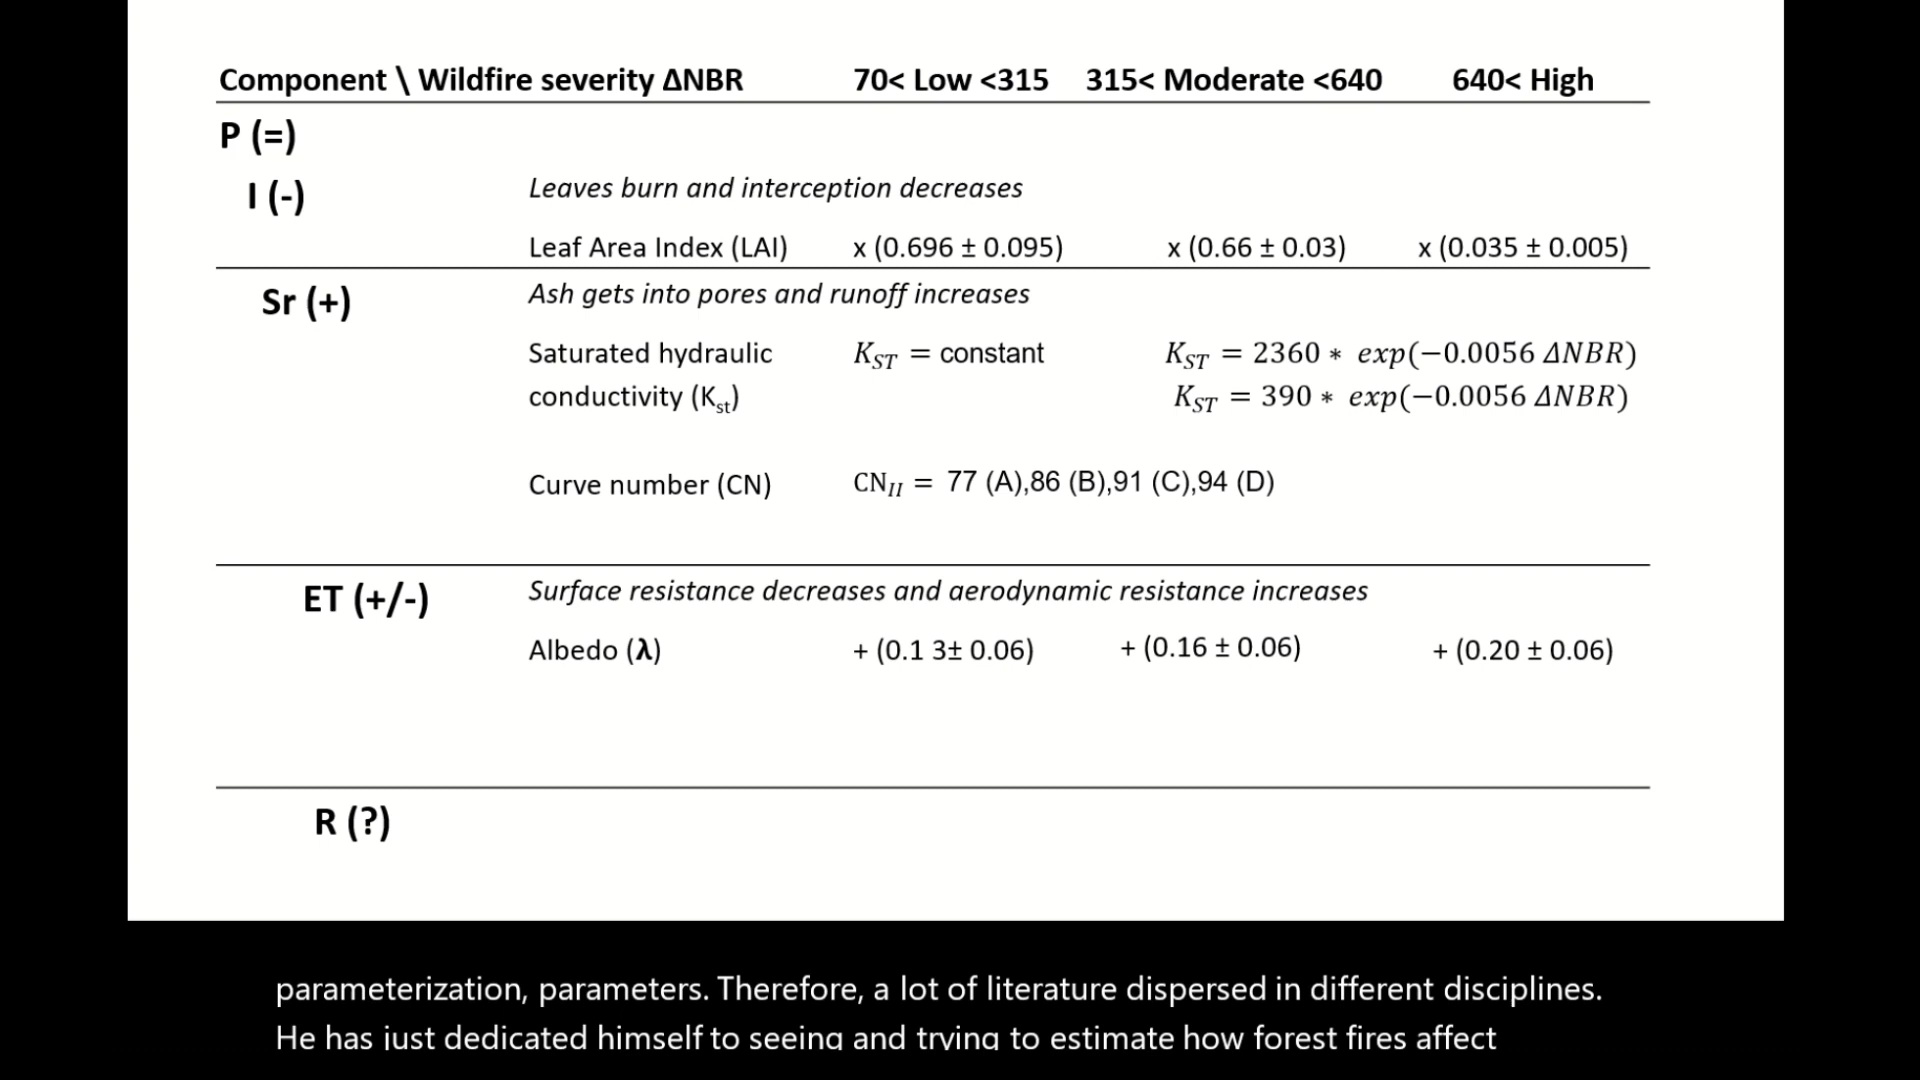 Component \ Wildfire severity ΔNBR 70< Low <315 315< Moderate <640 640< High
P (=)
I (-) Leaves burn and interception decreases
Leaf Area Index (LAI) x (0.696 ± 0.095) x (0.66 ± 0.03) x (0.035 ± 0.005)
Sr (+) Ash gets into pores and runoff increases
Saturated hydraulic K_ST = constant K_ST = 2360 * exp(−0.0056 ΔNBR)
conductivity (K_st) K_ST = 390 * exp(−0.0056 ΔNBR)
Curve number (CN) CN_II = 77 (A),86 (B),91 (C),94 (D)
ET (+/-) Surface resistance decreases and aerodynamic resistance increases
Albedo (λ) + (0.1 3± 0.06) + (0.16 ± 0.06) + (0.20 ± 0.06)
R (?)
parameterization, parameters. Therefore, a lot of literature dispersed in different disciplines.
He has just dedicated himself to seeing and trying to estimate how forest fires affect